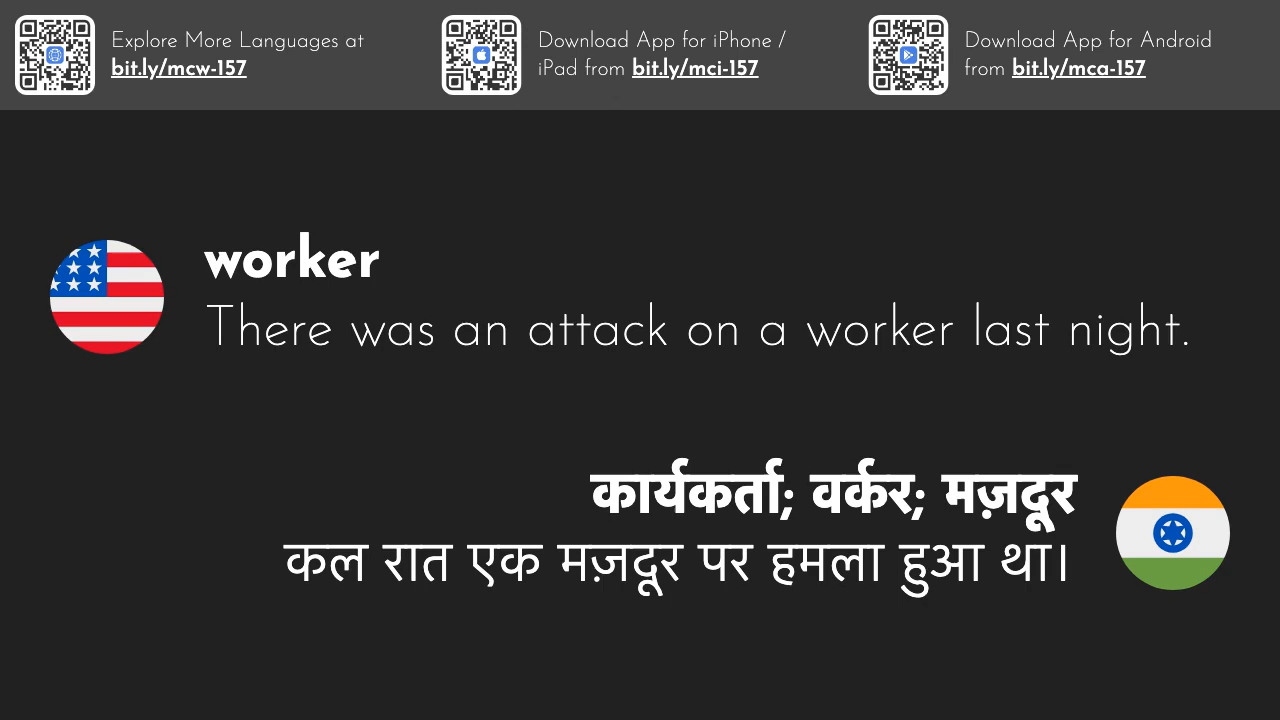 Explore More Languages at
bit.ly/mcw-157
Download App for iPhone /
iPad from bit.ly/mci-157
Download App for Android
from bit.ly/mca-157
worker
There was an attack on a worker last night.
कार्यकर्ता; वर्कर; मज़दूर
कल रात एक मज़दूर पर हमला हुआ था।